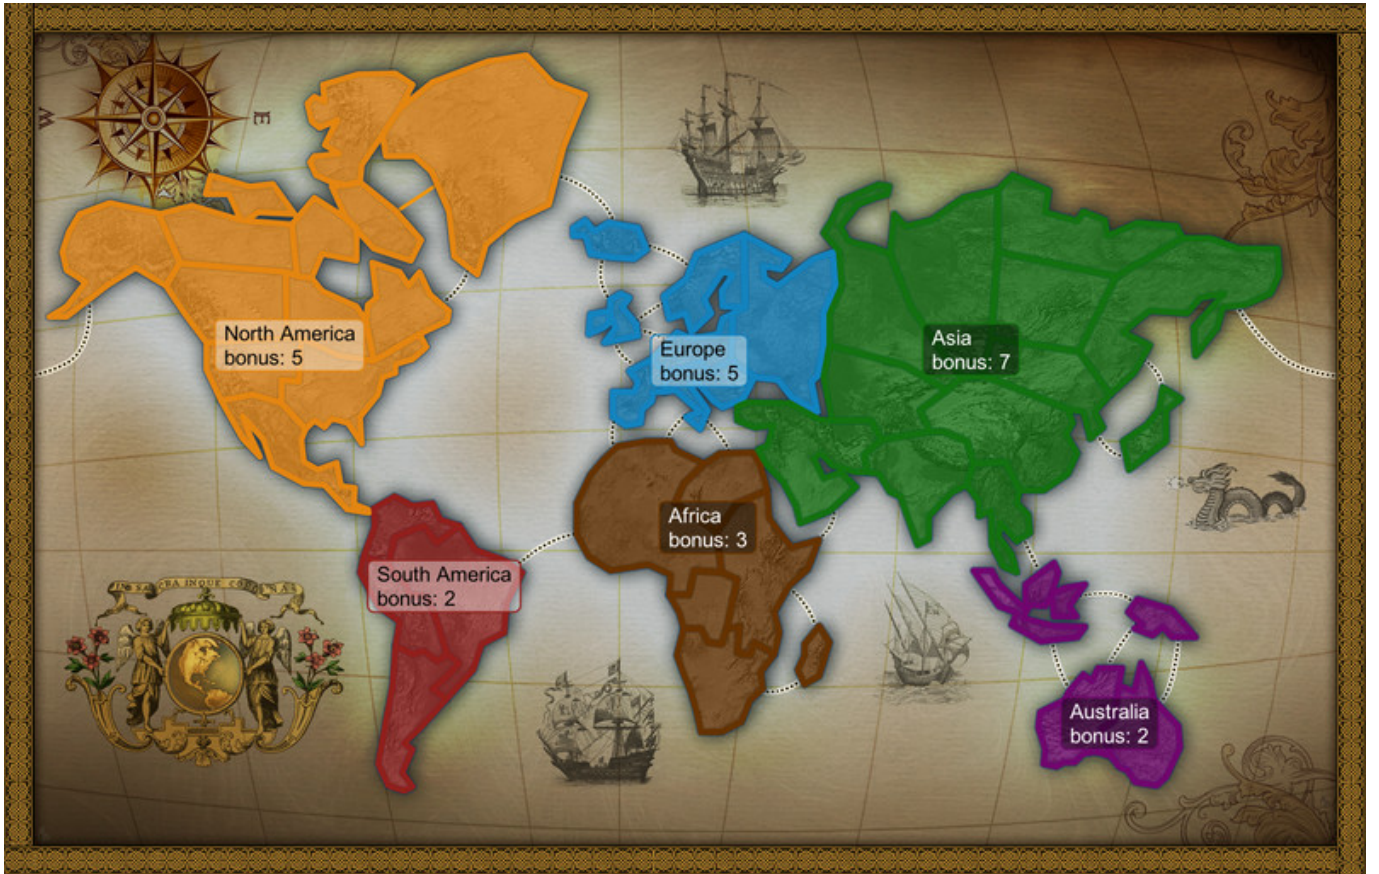 W
E
North America
bonus: 5
Europe
bonus: 5
Asia
bonus: 7
Africa
bonus: 3
South America
bonus: 2
Australia
bonus: 2